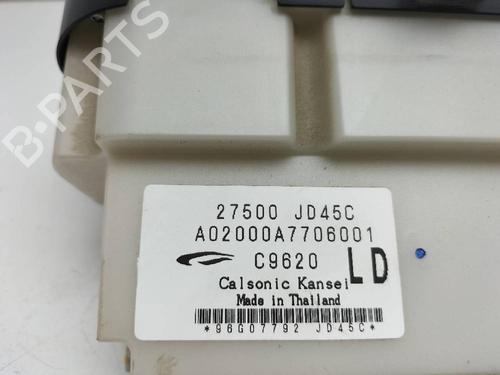 B-PARTS
27500 JD45C
A02000A7706001
C9620 LD
Calsonic Kansei
Made in Thailand
*96G07792 JD45C*